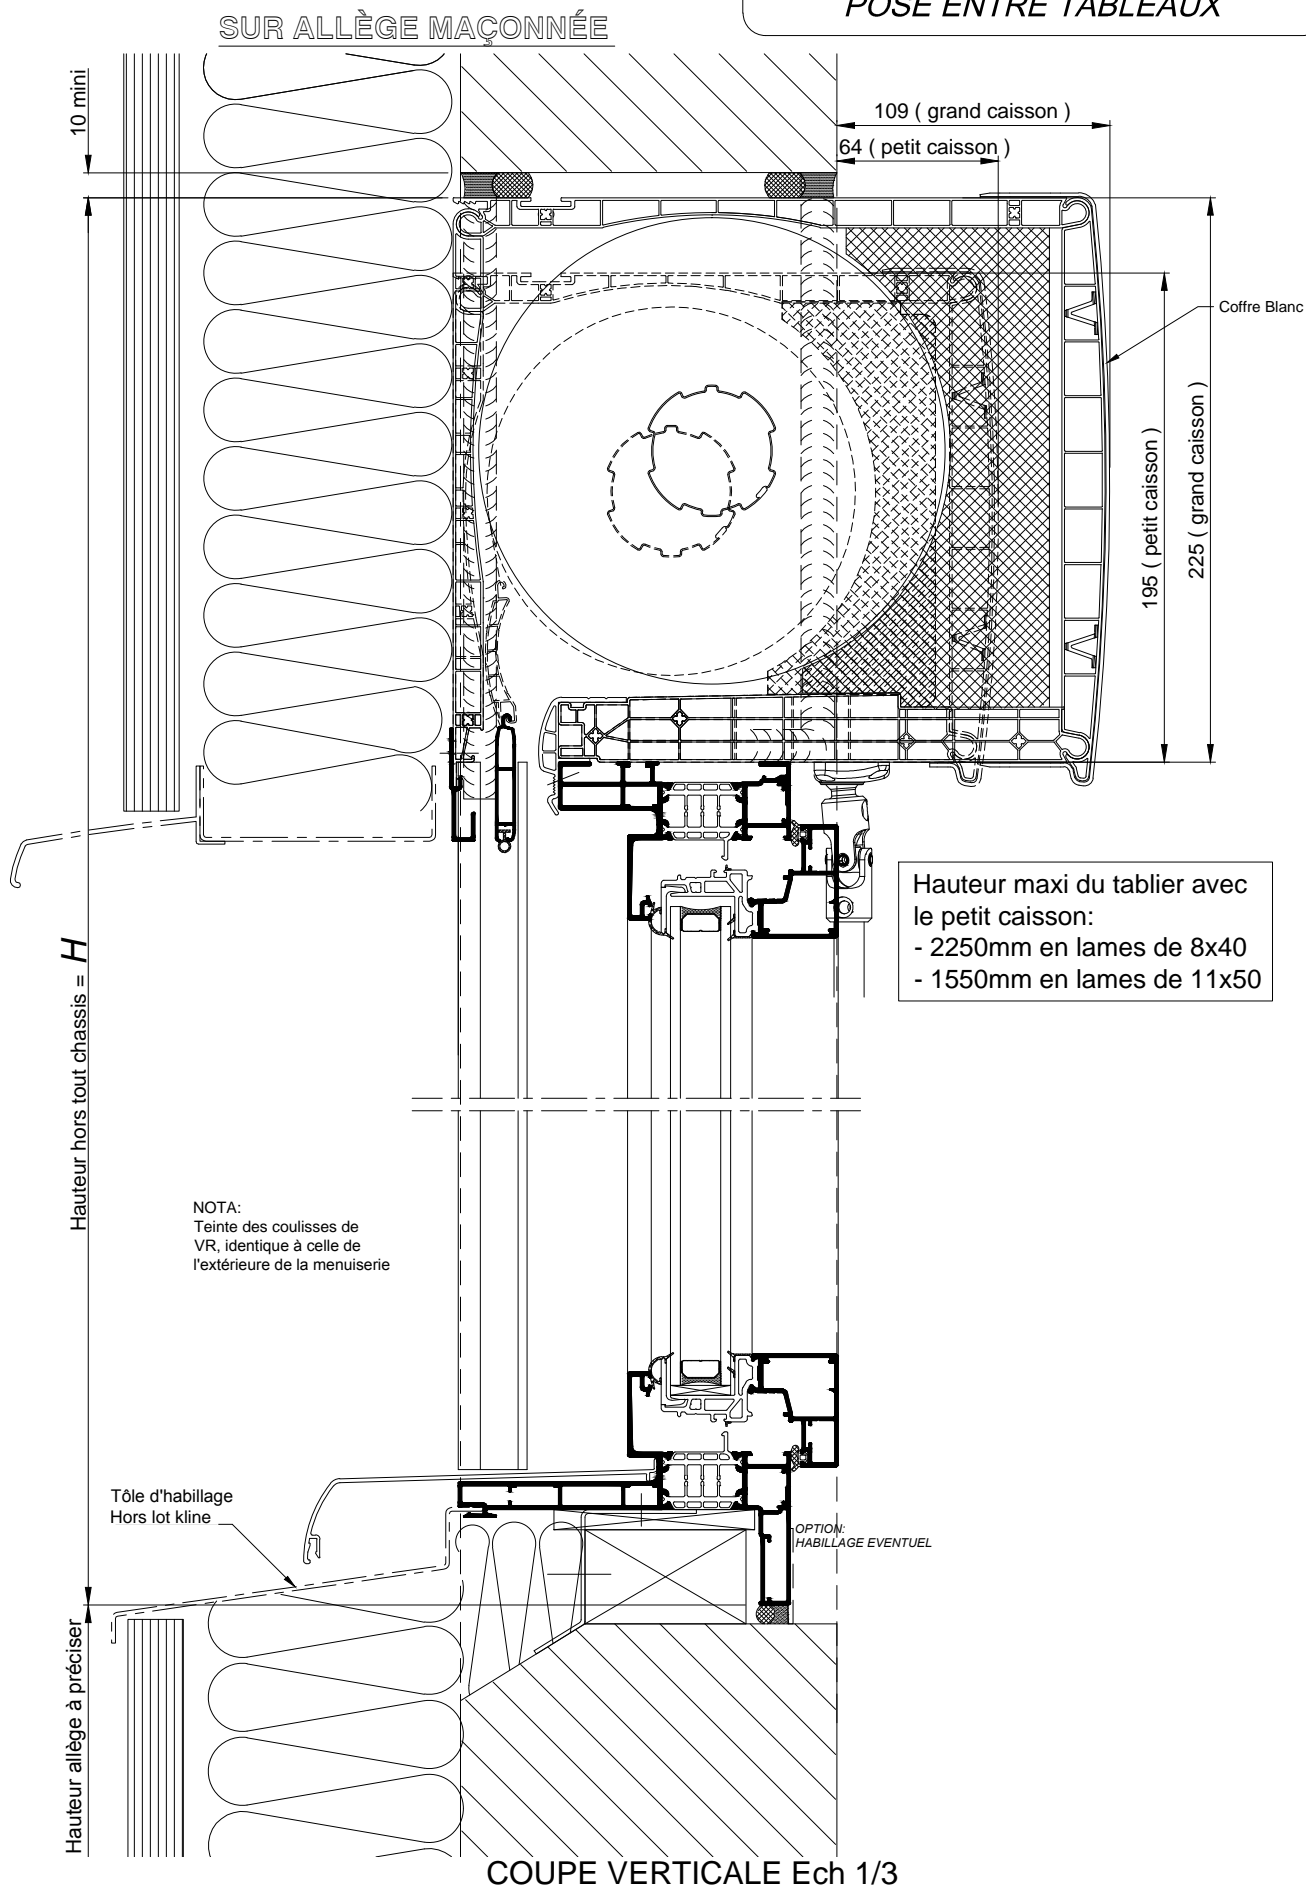 POSE ENTRE TABLEAUX
SUR ALLÈGE MAÇONNÉE
10 mini
109 ( grand caisson )
64 ( petit caisson )
Coffre Blanc
195 ( petit caisson )
225 ( grand caisson )
Hauteur maxi du tablier avec
le petit caisson:
- 2250mm en lames de 8x40
- 1550mm en lames de 11x50
Hauteur hors tout chassis = H
NOTA:
Teinte des coulisses de
VR, identique à celle de
l'extérieure de la menuiserie
Tôle d'habillage
Hors lot kline
OPTION:
HABILLAGE EVENTUEL
Hauteur allège à préciser
COUPE VERTICALE Ech 1/3